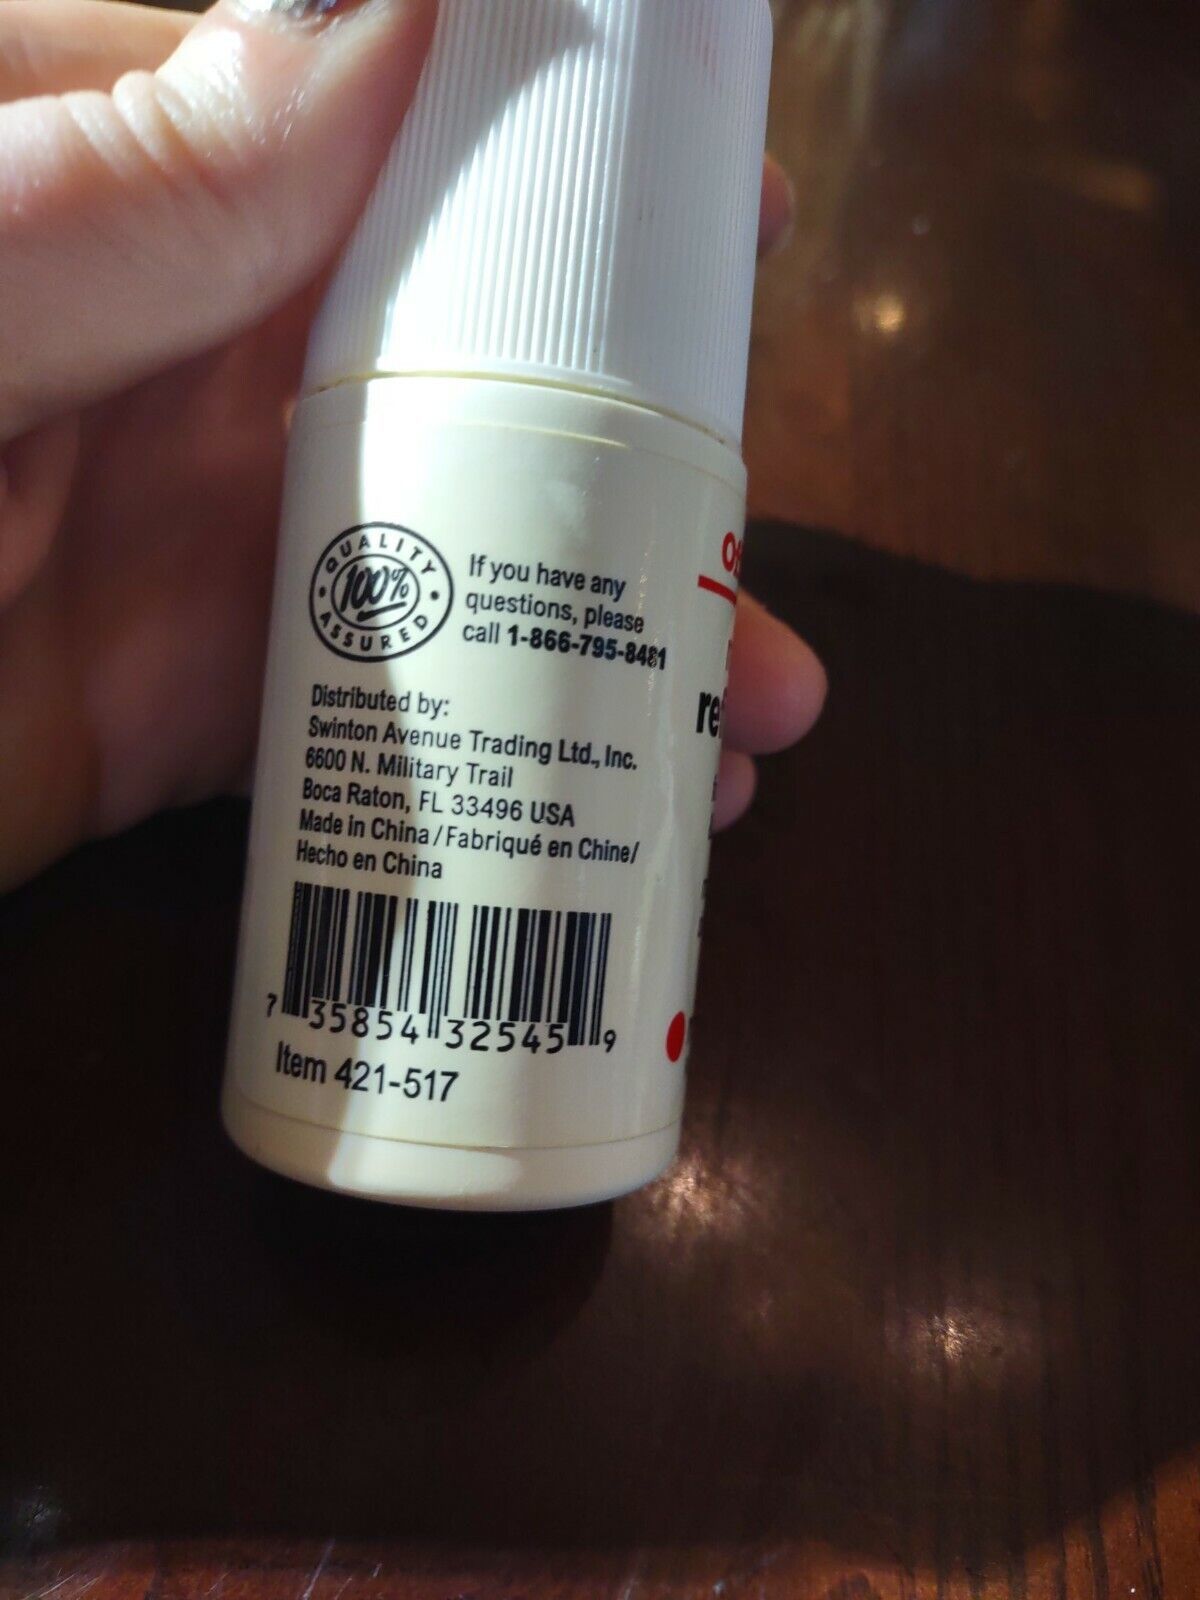 QUALITY
100%
ASSURED
If you have any
questions, please
call 1-866-795-8481
Distributed by:
Swinton Avenue Trading Ltd., Inc.
6600 N. Military Trail
Boca Raton, FL 33496 USA
Made in China/Fabriqué en Chine/
Hecho en China
7 35854 32545 9
Item 421-517